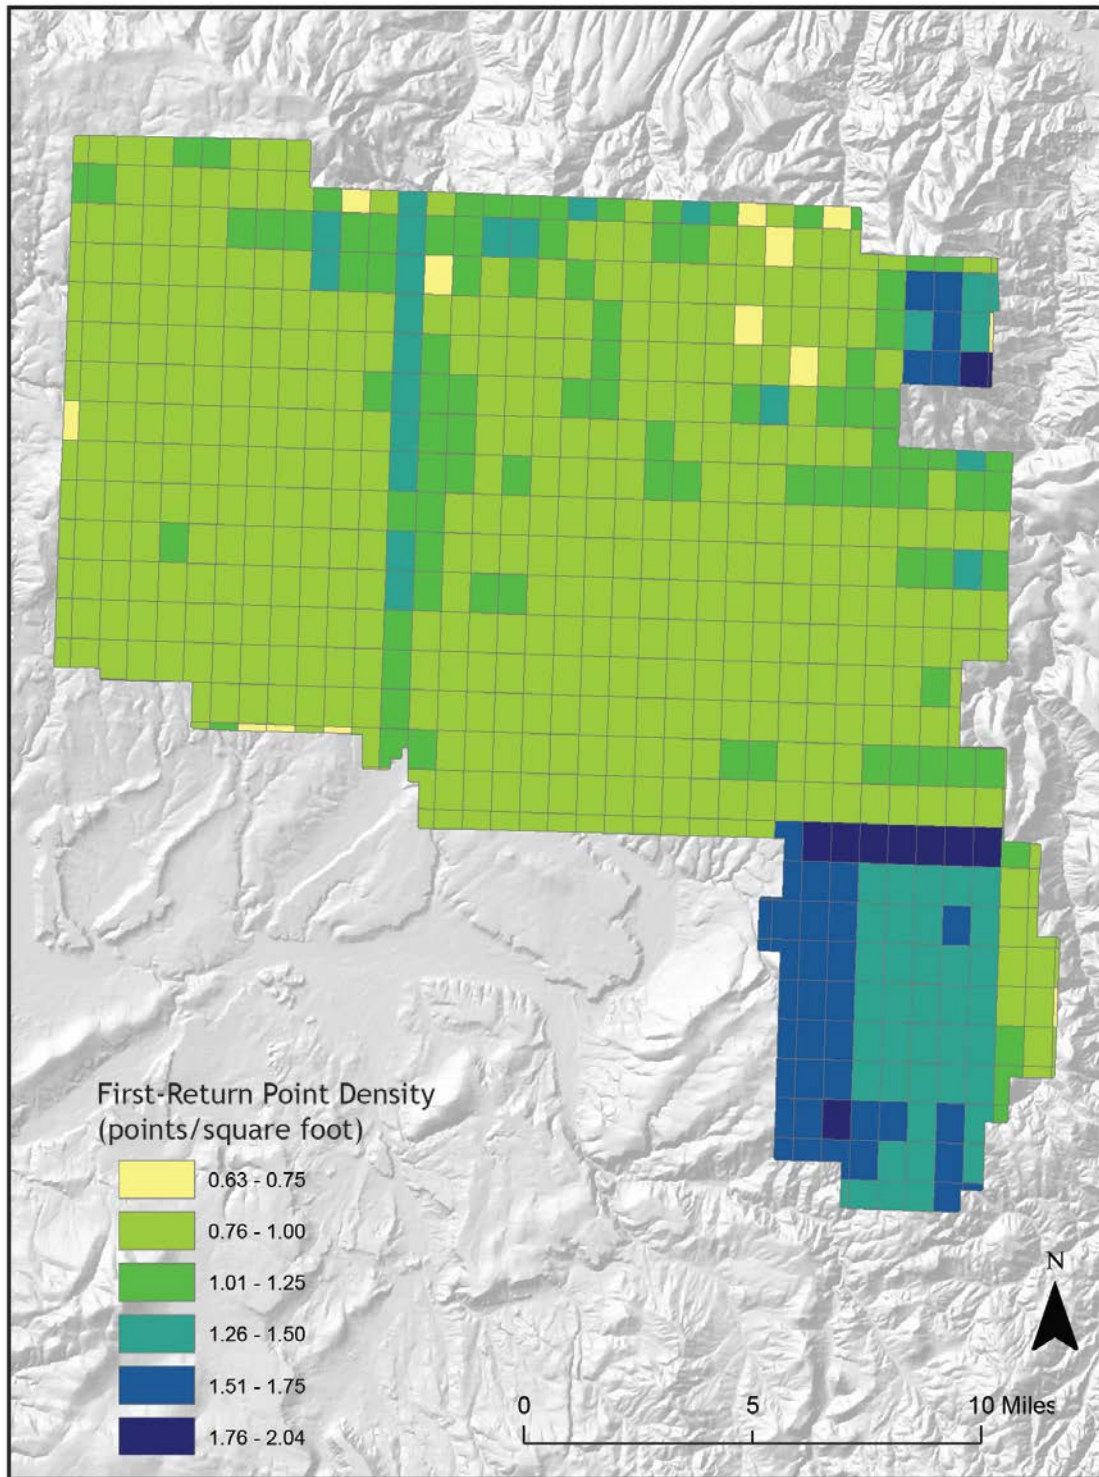 First-Return Point Density
(points/square foot)
0.63 - 0.75
0.76 - 1.00
1.01 - 1.25
1.26 - 1.50
1.51 - 1.75
1.76 - 2.04
N
0 5 10 Miles